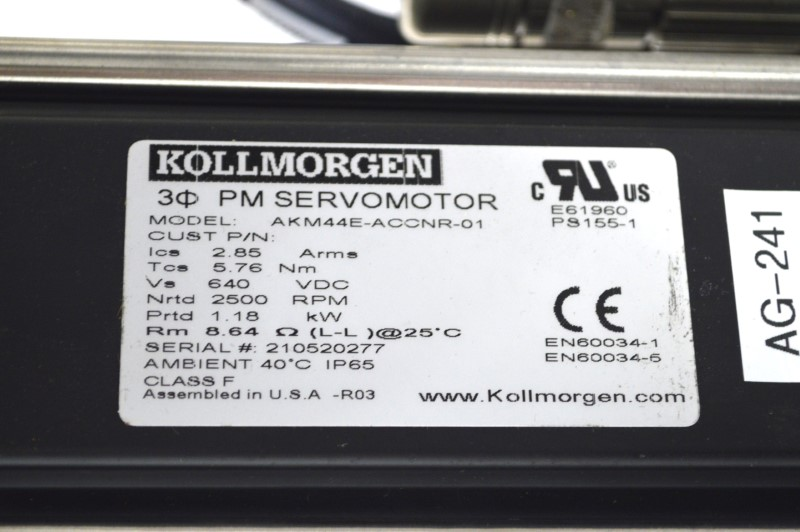 KOLLMORGEN
3Φ PM SERVOMOTOR
MODEL: AKM44E-ACCNR-01
CUST P/N:
Ics 2.85 Arms
Tcs 5.76 Nm
Vs 640 VDC
Nrtd 2500 RPM
Prtd 1.18 kW
Rm 8.64 Ω (L-L )@25°C
SERIAL #: 210520277
AMBIENT 40°C IP65
CLASS F
Assembled in U.S.A -R03
c RU US
E61960
PS155-1
CE
EN60034-1
EN60034-5
www.Kollmorgen.com
AG-241